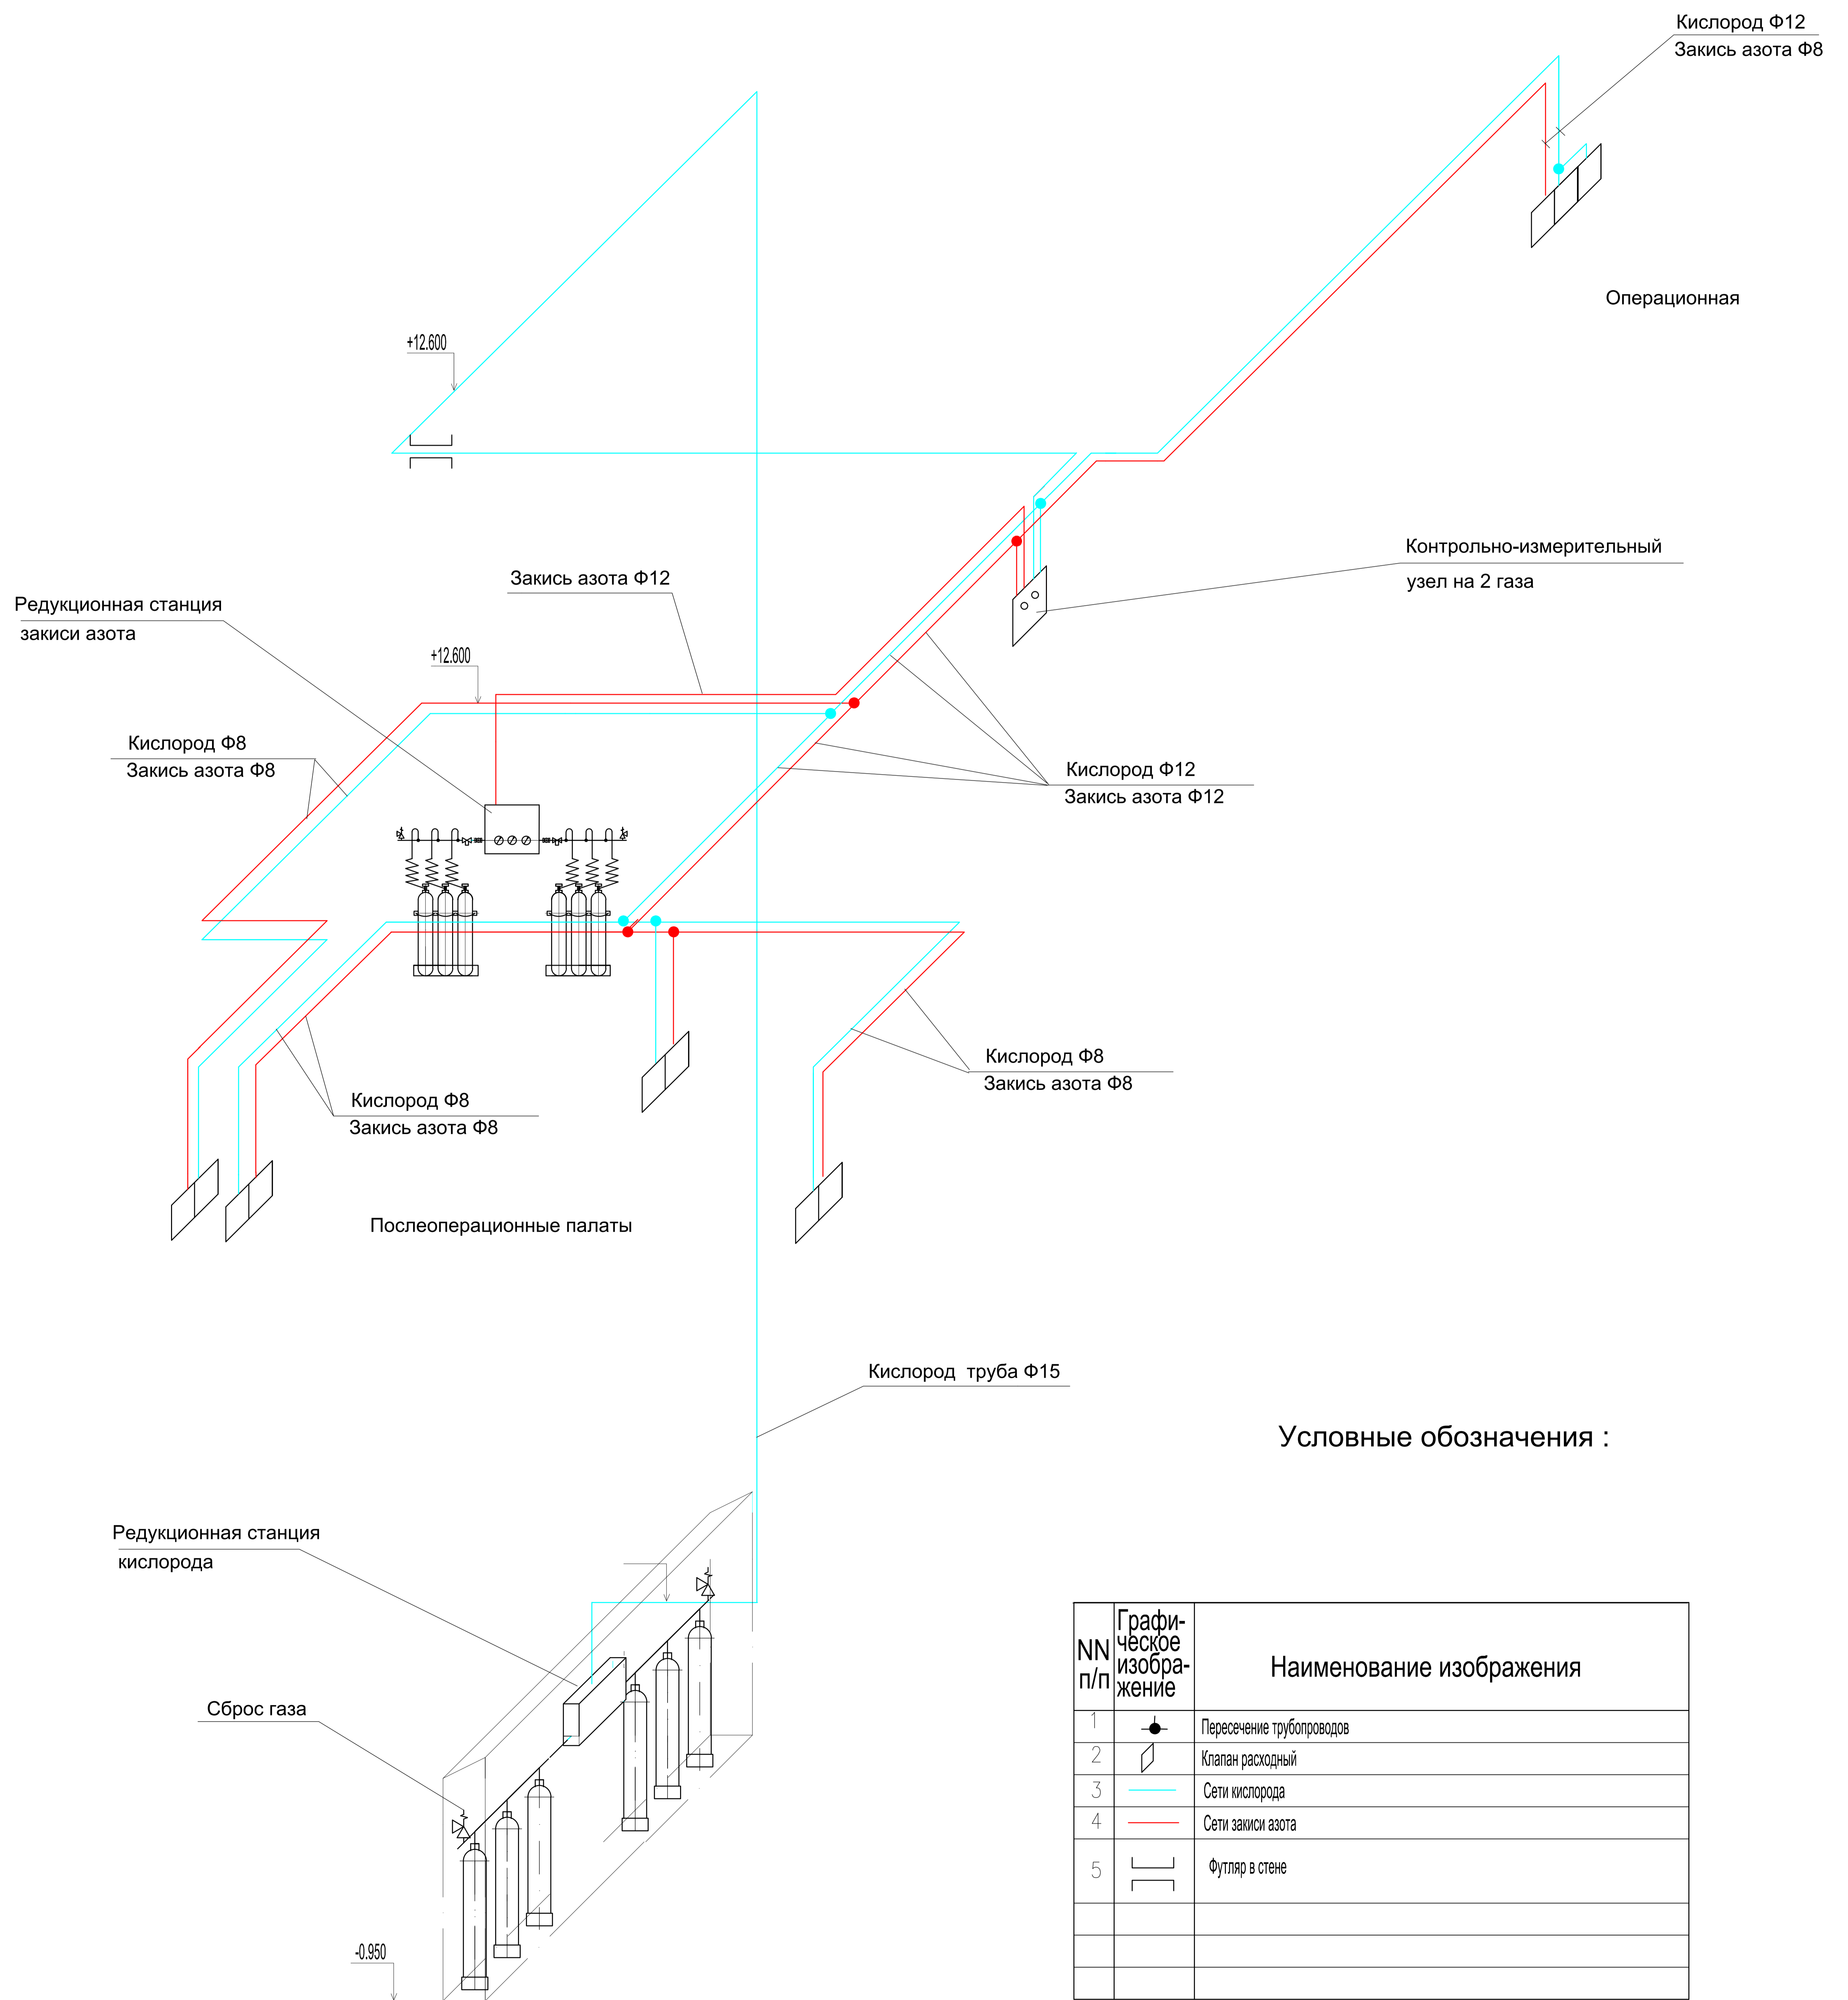 Кислород Ф12
Закись азота Ф8
Операционная
+12.600
Контрольно-измерительный
узел на 2 газа
Закись азота Ф12
Редукционная станция
закиси азота
+12.600
Кислород Ф8
Закись азота Ф8
Кислород Ф12
Закись азота Ф12
Кислород Ф8
Закись азота Ф8
Кислород Ф8
Закись азота Ф8
Послеоперационные палаты
Кислород труба Ф15
Условные обозначения :
Редукционная станция
кислорода
Сброс газа
-0.950
NN
п/п
Графи-
ческое
изобра-
жение
Наименование изображения
1 Пересечение трубопроводов
2 Клапан расходный
3 Сети кислорода
4 Сети закиси азота
5 Футляр в стене